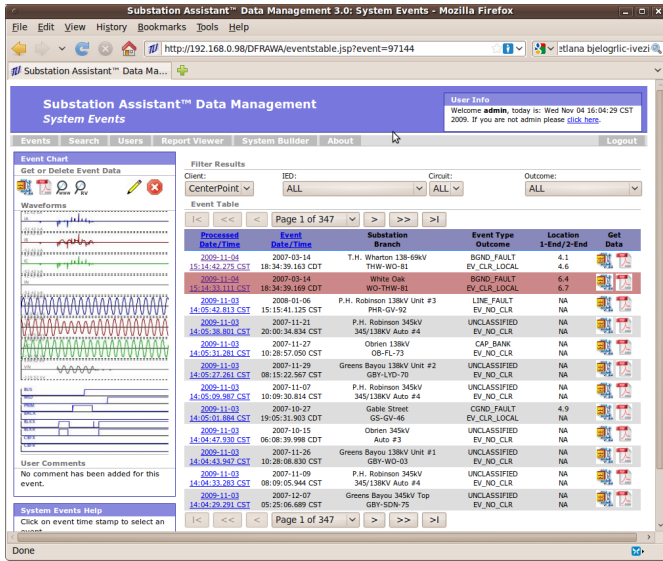 Substation Assistant™ Data Management 3.0: System Events - Mozilla Firefox
File Edit View History Bookmarks Tools Help
http://192.168.0.98/DFRAWA/eventstable.jsp?event=97144
:tlana bjelogrlic-ivezi
Substation Assistant™ Data Ma...
Substation Assistant™ Data Management
System Events
User Info
Welcome admin, today is: Wed Nov 04 16:04:29 CST
2009. If you are not admin please click here.
Events Search Users Report Viewer System Builder About Logout
Event Chart
Get or Delete Event Data
Waveforms
User Comments
No comment has been added for this
event.
System Events Help
Click on event time stamp to select an
Filter Results
Client: IED: Circuit: Outcome:
CenterPoint ALL ALL ALL
Event Table
|< << < Page 1 of 347 > >> >|
Processed Event Substation Event Type Location Get
Date/Time Date/Time Branch Outcome 1-End/2-End Data
2009-11-04 2007-03-14 T.H. Wharton 138-69kV BGND_FAULT 4.1
15:14:42.275 CST 18:34:39.163 CDT THW-WO-81 EV_CLR_LOCAL 4.6
2009-11-04 2007-03-14 White Oak BGND_FAULT 6.4
15:14:33.111 CST 18:34:39.169 CDT WO-THW-81 EV_CLR_LOCAL 6.7
2009-11-03 2008-01-06 P.H. Robinson 138kV Unit #3 LINE_FAULT NA
14:05:42.813 CST 15:15:41.125 CST PHR-GV-92 EV_NO_CLR NA
2009-11-03 2007-11-21 P.H. Robinson 345kV UNCLASSIFIED NA
14:05:38.801 CST 20:00:34.834 CST 345/138KV Auto #4 EV_NO_CLR NA
2009-11-03 2007-11-27 Obrien 138kV CAP_BANK NA
14:05:31.281 CST 10:28:57.050 CST OB-FL-73 EV_NO_CLR NA
2009-11-03 2007-11-29 Greens Bayou 138kV Unit #2 UNCLASSIFIED NA
14:05:27.261 CST 08:15:22.567 CST GBY-LYD-70 EV_NO_CLR NA
2009-11-03 2007-11-07 P.H. Robinson 345kV UNCLASSIFIED NA
14:05:09.987 CST 10:09:30.814 CST 345/138KV Auto #4 EV_NO_CLR NA
2009-11-03 2007-10-27 Gable Street CGND_FAULT 4.9
14:05:01.884 CST 19:05:31.903 CDT GS-GV-46 EV_CLR_LOCAL NA
2009-11-03 2007-10-15 Obrien 345kV UNCLASSIFIED NA
14:04:47.930 CST 06:08:39.998 CDT Auto #3 EV_NO_CLR NA
2009-11-03 2007-11-26 Greens Bayou 138kV Unit #1 UNCLASSIFIED NA
14:04:43.947 CST 10:28:08.830 CST GBY-WO-03 EV_NO_CLR NA
2009-11-03 2007-11-09 P.H. Robinson 345kV UNCLASSIFIED NA
14:04:33.283 CST 08:09:05.944 CST 345/138KV Auto #4 EV_NO_CLR NA
2009-11-03 2007-12-07 Greens Bayou 345kV Top UNCLASSIFIED NA
14:04:29.291 CST 05:25:06.689 CST GBY-SDN-75 EV_NO_CLR NA
|< << < Page 1 of 347 > >> >|
Done